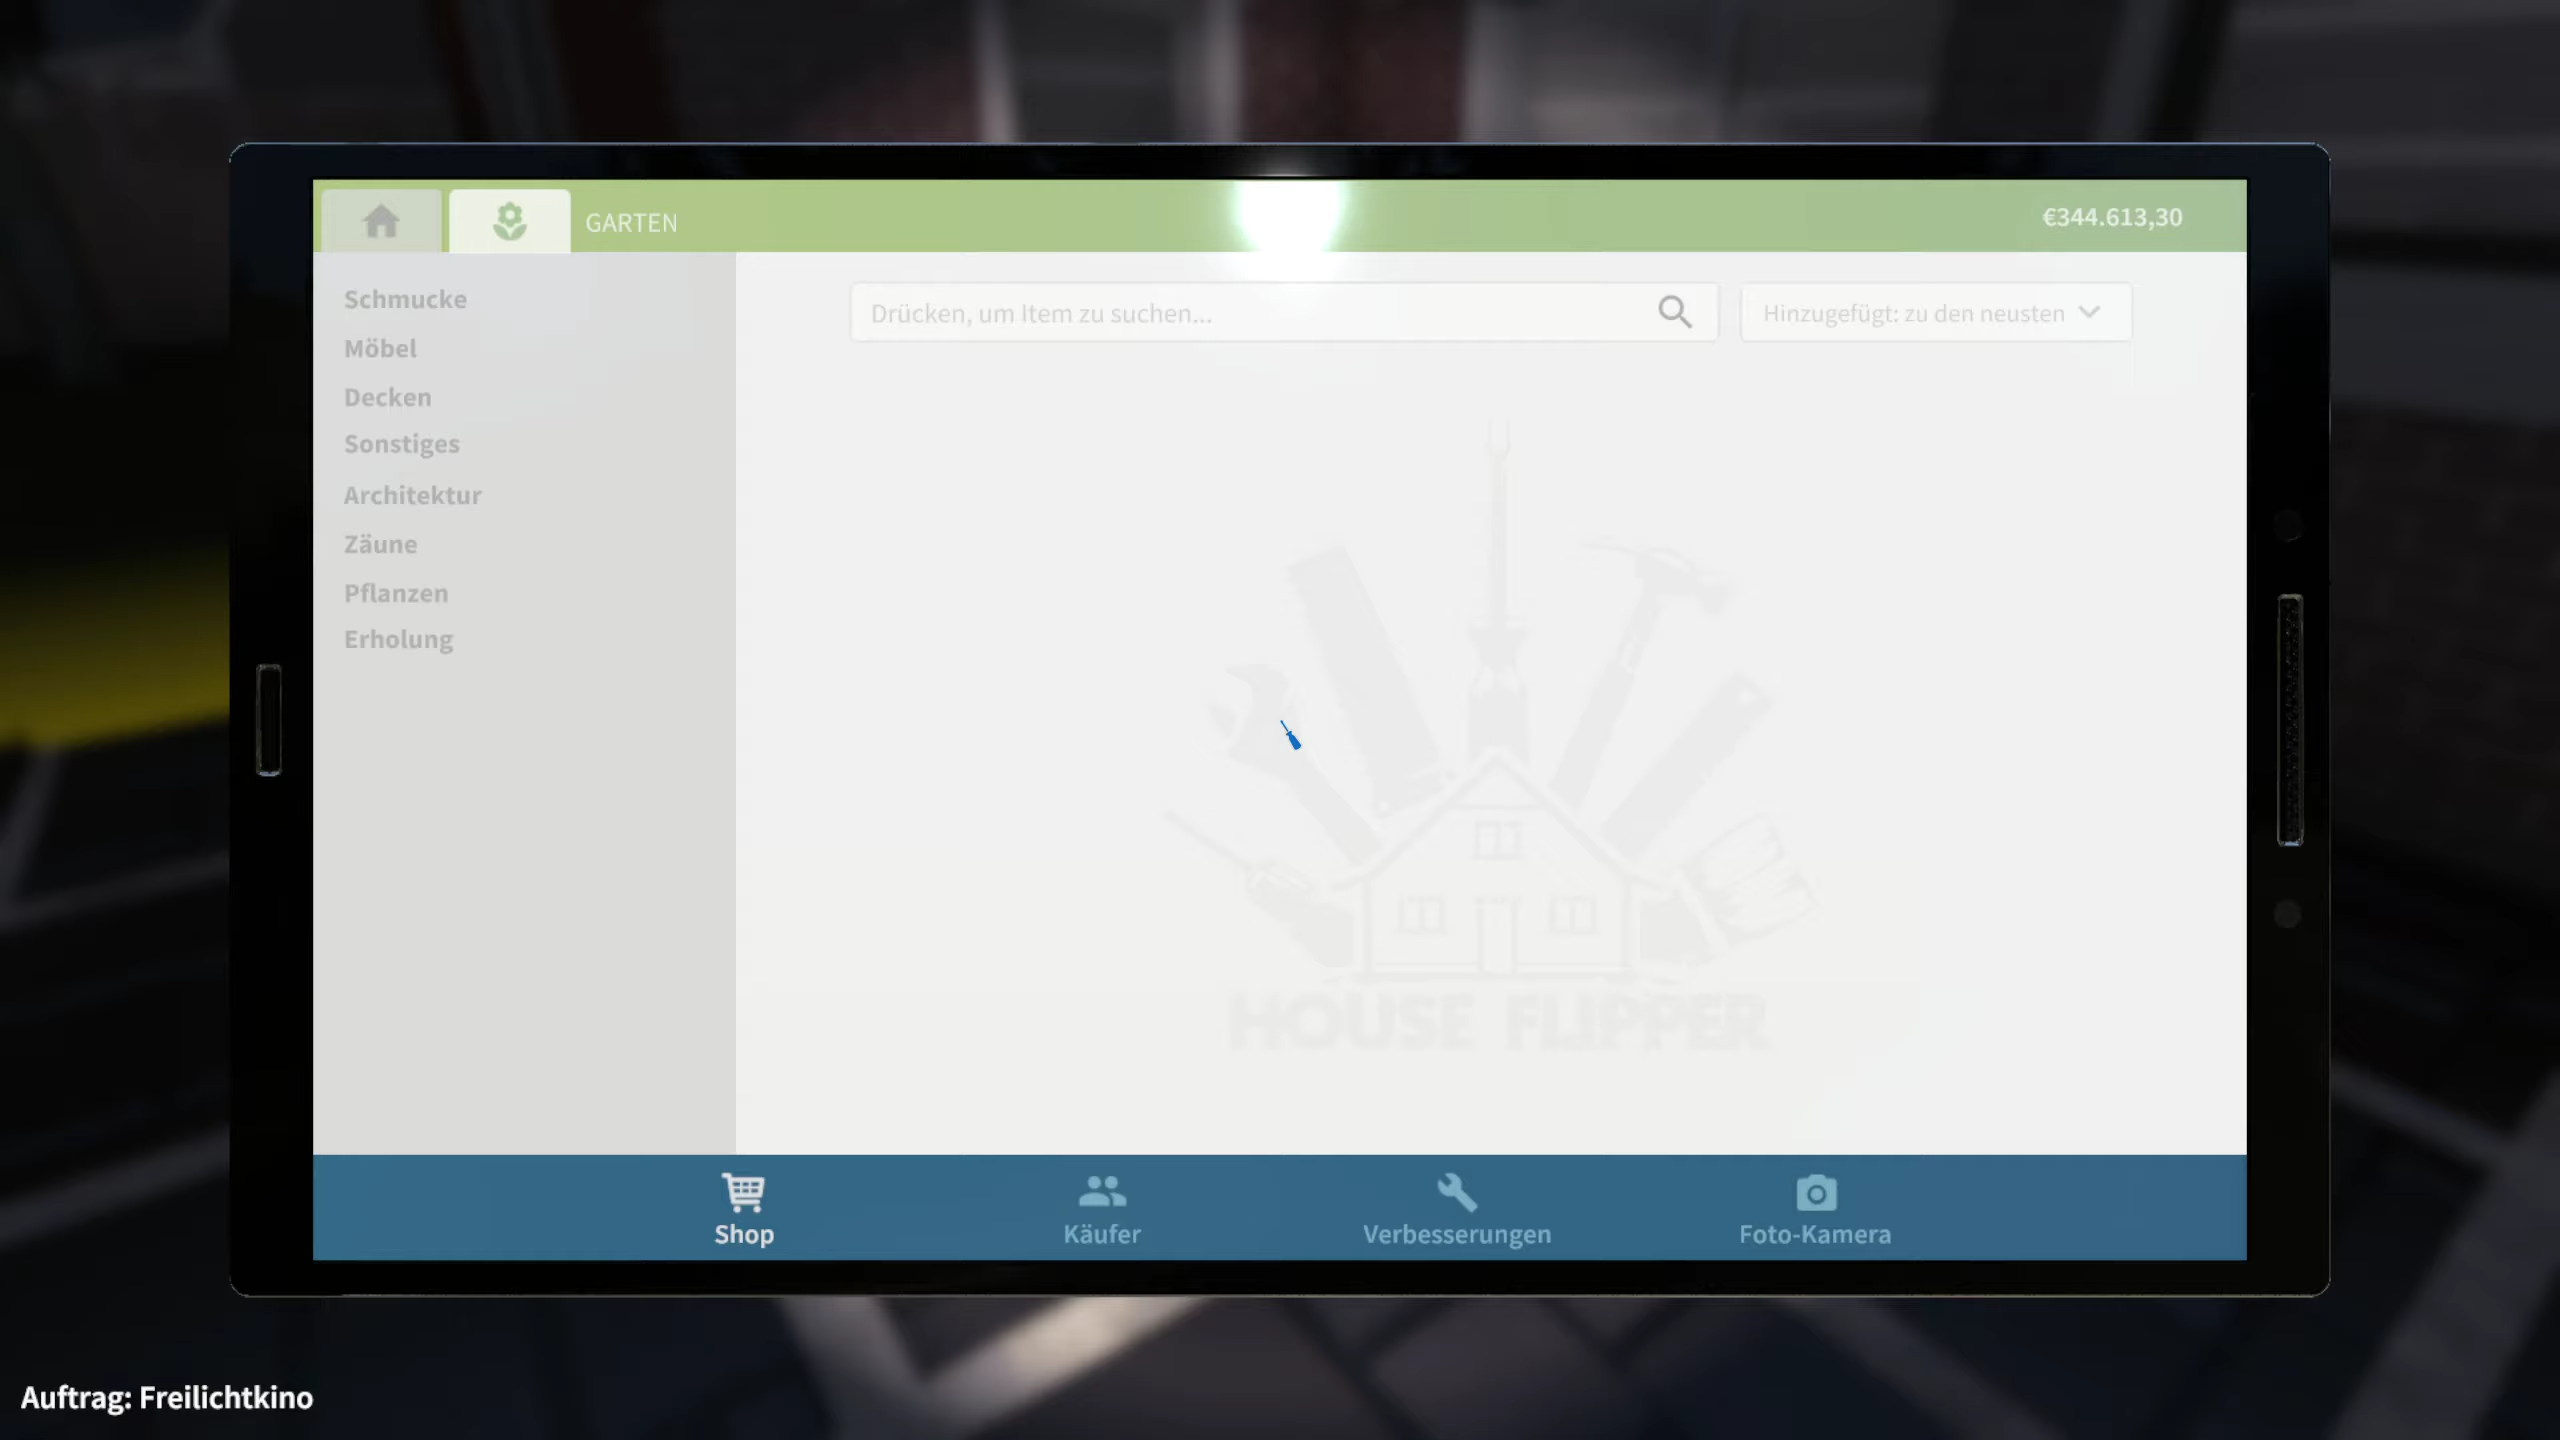 GARTEN
€344.613,30
Schmucke
Möbel
Decken
Sonstiges
Architektur
Zäune
Pflanzen
Erholung
Drücken, um Item zu suchen...
Hinzugefügt: zu den neusten
HOUSE FLIPPER
Shop
Käufer
Verbesserungen
Foto-Kamera
Auftrag: Freilichtkino